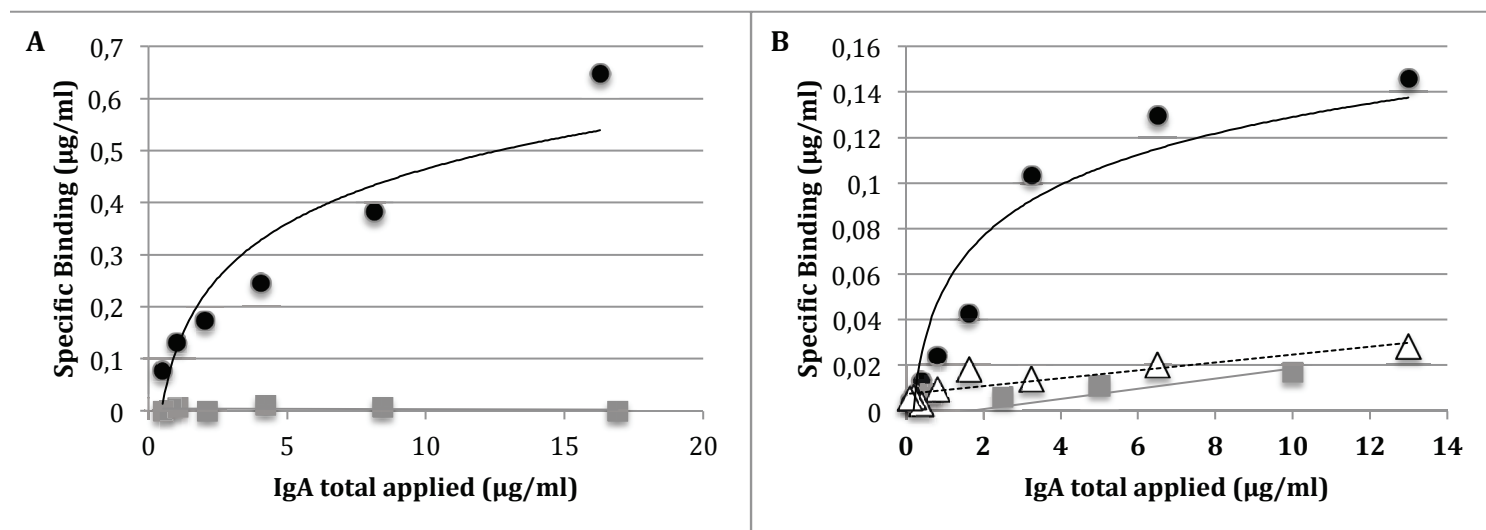 A
0,7
0,6
0,5
0,4
0,3
0,2
0,1
0
Specific Binding (µg/ml)
0 5 10 15 20
IgA total applied (µg/ml)
B
0,16
0,14
0,12
0,1
0,08
0,06
0,04
0,02
0
Specific Binding (µg/ml)
0 2 4 6 8 10 12 14
IgA total applied (µg/ml)